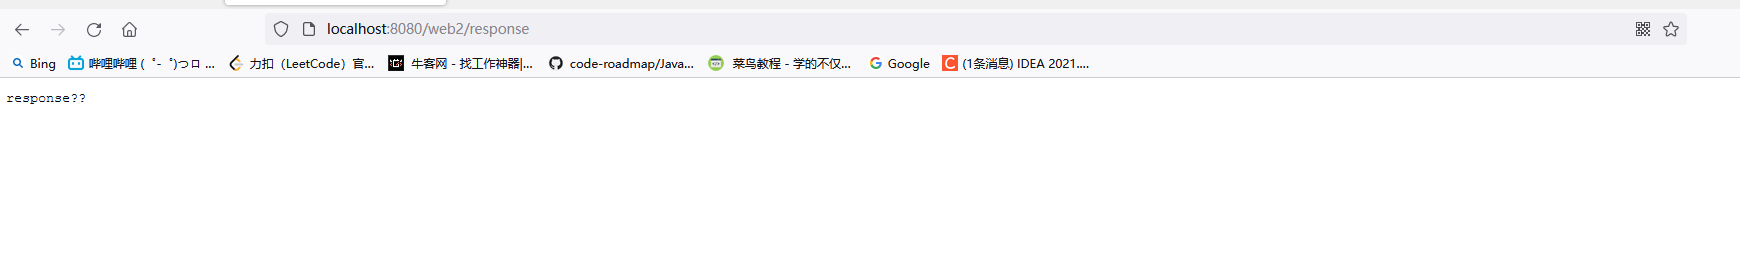 localhost:8080/web2/response
Bing 哔哩哔哩 ( ゜- ゜)つロ ... 力扣（LeetCode）官... 牛客网 - 找工作神器|... code-roadmap/Java... 菜鸟教程 - 学的不仅... Google (1条消息) IDEA 2021....
response??